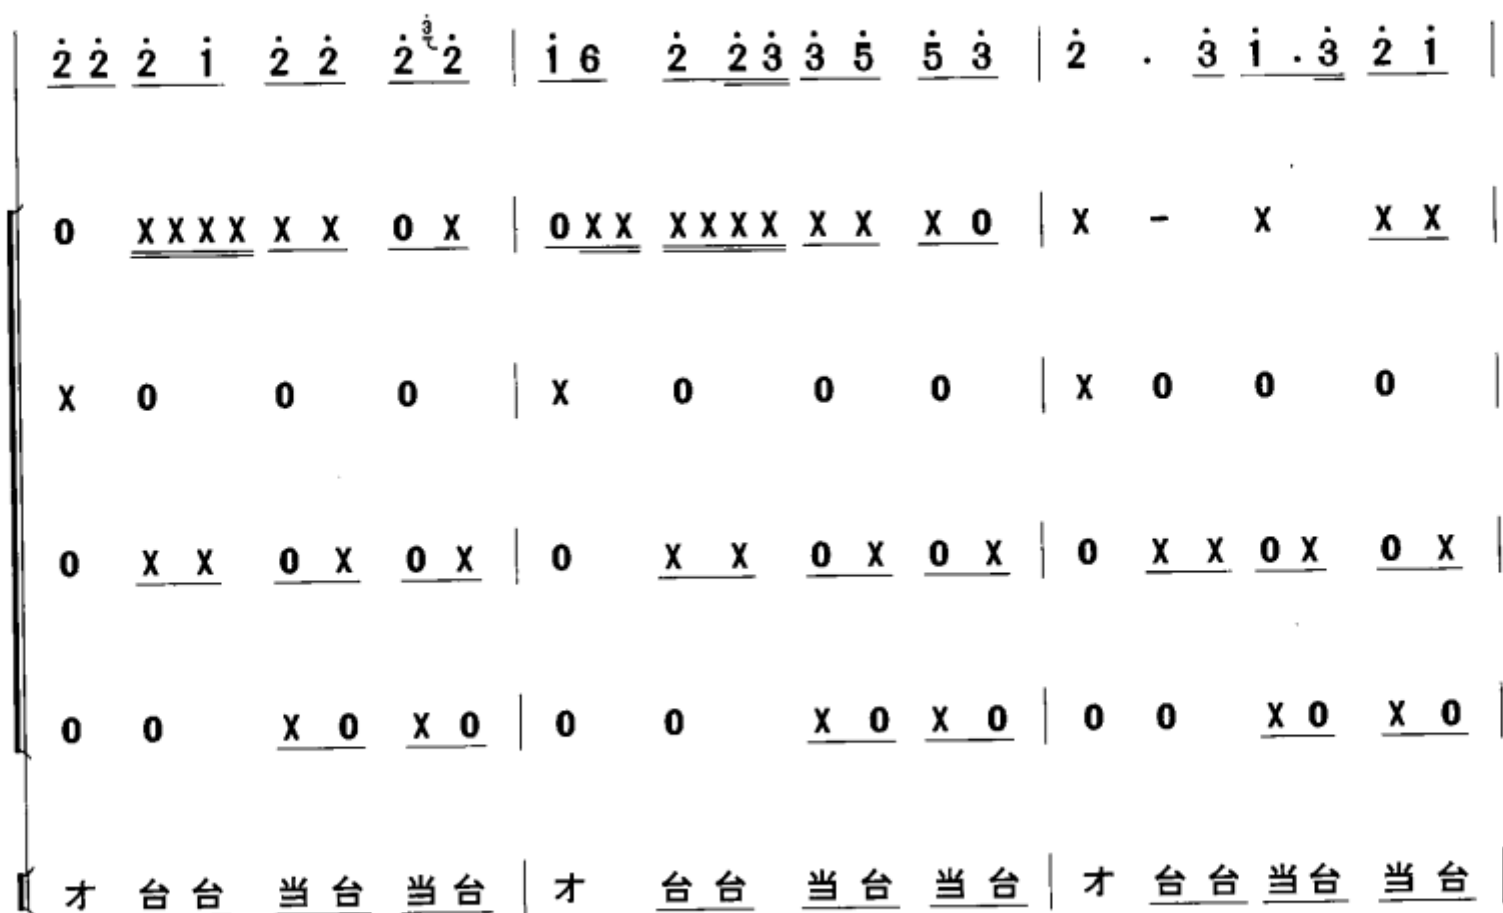 2̇ 2̇ 2̇ 1̇ 2̇ 2̇ 2̇ 3̇ 2̇ | 1̇ 6 2̇ 2̇ 3̇ 3̇ 5̇ 5̇ 3̇ | 2̇ . 3̇ 1̇ . 3̇ 2̇ 1̇ |
0 X X X X X X 0 X | 0 X X X X X X X X X 0 | X - X X X |
X 0 0 0 | X 0 0 0 | X 0 0 0 |
0 X X 0 X 0 X | 0 X X 0 X 0 X | 0 X X 0 X 0 X |
0 0 X 0 X 0 | 0 0 X 0 X 0 | 0 0 X 0 X 0 |
才 台 台 当 台 当 台 | 才 台 台 当 台 当 台 | 才 台 台 当 台 当 台 |